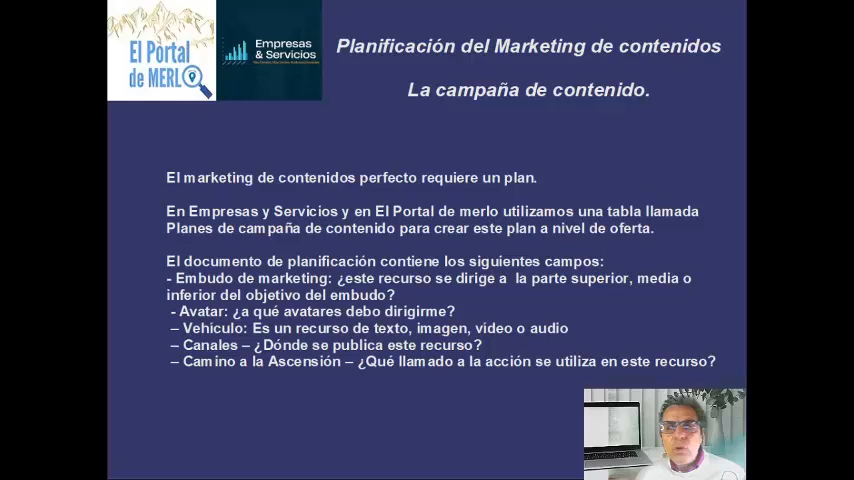 El Portal
de MERLO
Empresas
& Servicios
Planificación del Marketing de contenidos
La campaña de contenido.
El marketing de contenidos perfecto requiere un plan.
En Empresas y Servicios y en El Portal de merlo utilizamos una tabla llamada
Planes de campaña de contenido para crear este plan a nivel de oferta.
El documento de planificación contiene los siguientes campos:
- Embudo de marketing: ¿este recurso se dirige a  la parte superior, media o
inferior del objetivo del embudo?
- Avatar: ¿a qué avatares debo dirigirme?
– Vehículo: Es un recurso de texto, imagen, video o audio
– Canales – ¿Dónde se publica este recurso?
– Camino a la Ascensión – ¿Qué llamado a la acción se utiliza en este recurso?